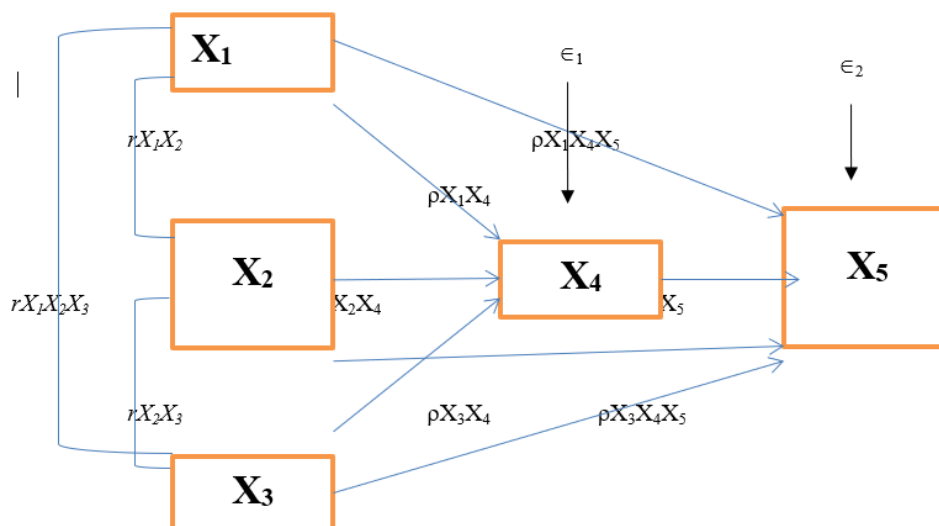 X₁
∈₁
∈₂
rX₁X₂
ρX₁X₄X₅
ρX₁X₄
X₂
X₄
X₅
rX₁X₂X₃
X₂X₄
X₅
rX₂X₃
ρX₃X₄
ρX₃X₄X₅
X₃